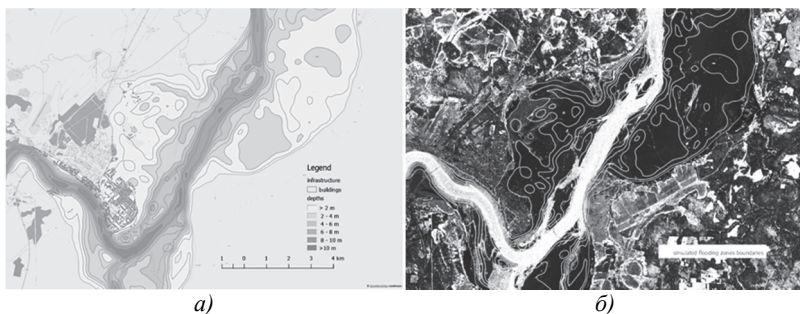 Legend
infrastructure
buildings
depths
> 2 m
2 - 4 m
4 - 6 m
6 - 8 m
8 - 10 m
>10 m
1 0 1 2 3 4 km
simulated flooding zones boundaries
а)
б)